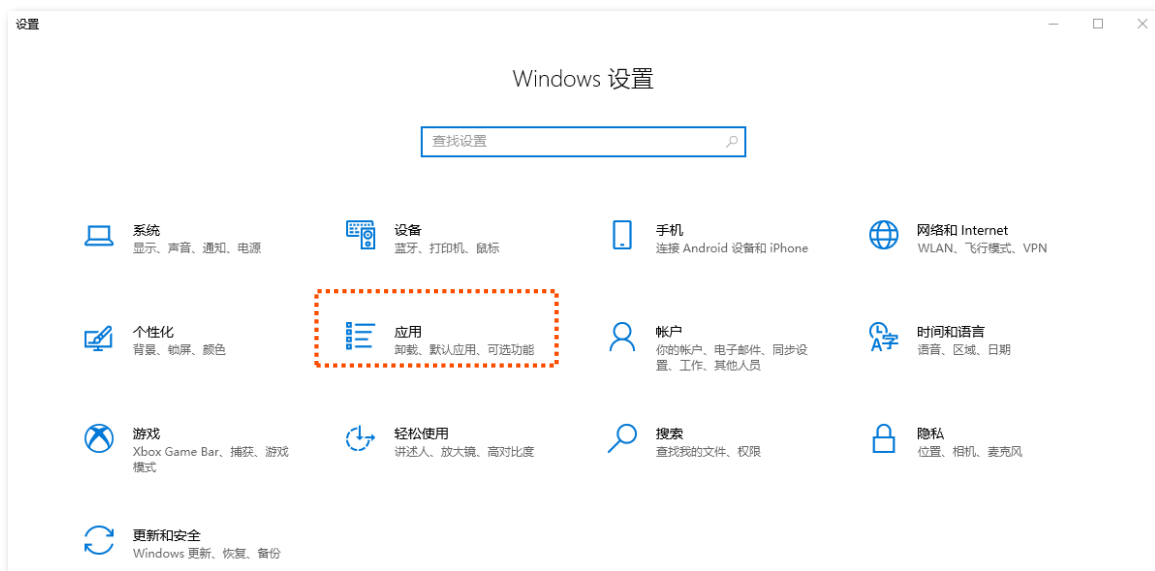 设置
Windows 设置
查找设置
系统
显示、声音、通知、电源
设备
蓝牙、打印机、鼠标
手机
连接 Android 设备和 iPhone
网络和 Internet
WLAN、飞行模式、VPN
个性化
背景、锁屏、颜色
应用
卸载、默认应用、可选功能
帐户
你的帐户、电子邮件、同步设
置、工作、其他人员
时间和语言
语音、区域、日期
游戏
Xbox Game Bar、捕获、游戏
模式
轻松使用
讲述人、放大镜、高对比度
搜索
查找我的文件、权限
隐私
位置、相机、麦克风
更新和安全
Windows 更新、恢复、备份